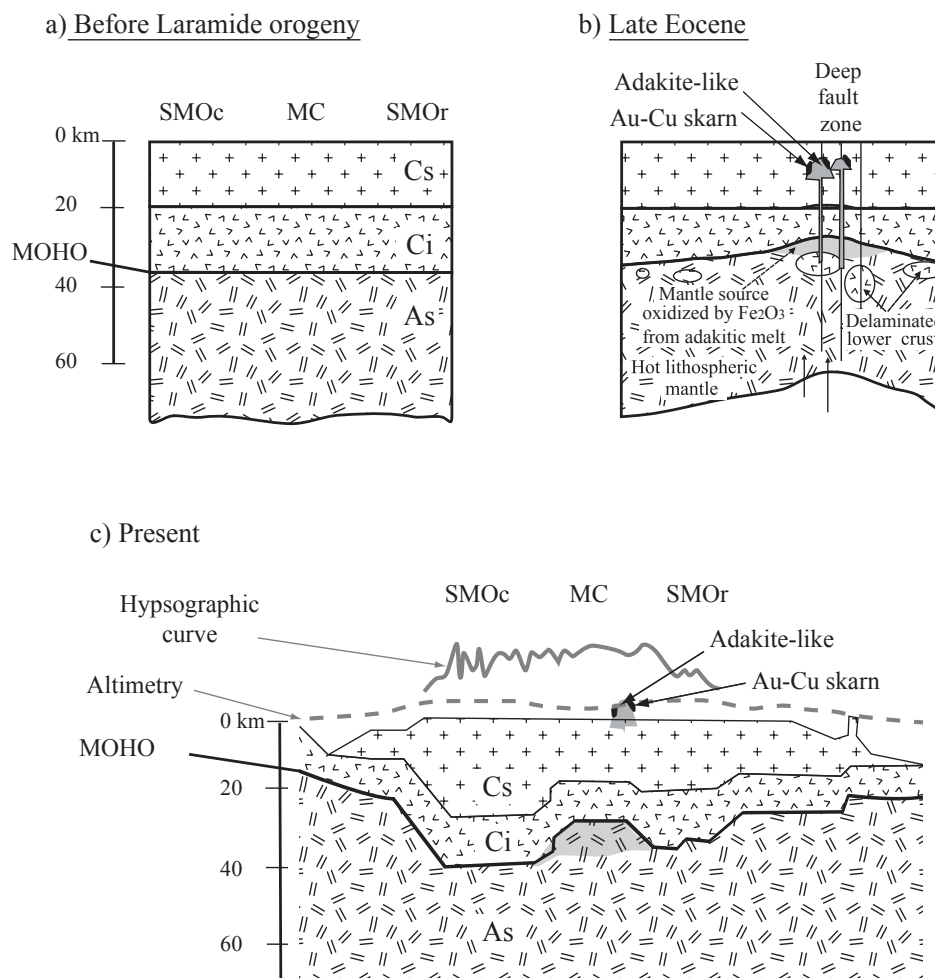 a) Before Laramide orogeny
b) Late Eocene
SMOc MC SMOr
Adakite-like
Au-Cu skarn
Deep
fault
zone
0 km
20
MOHO
40
60
Cs
Ci
As
Mantle source
oxidized by Fe2O3
from adakitic melt
Delaminated
lower crust
Hot lithospheric
mantle
c) Present
SMOc MC SMOr
Hypsographic
curve
Adakite-like
Au-Cu skarn
Altimetry
0 km
MOHO
20
40
60
Cs
Ci
As